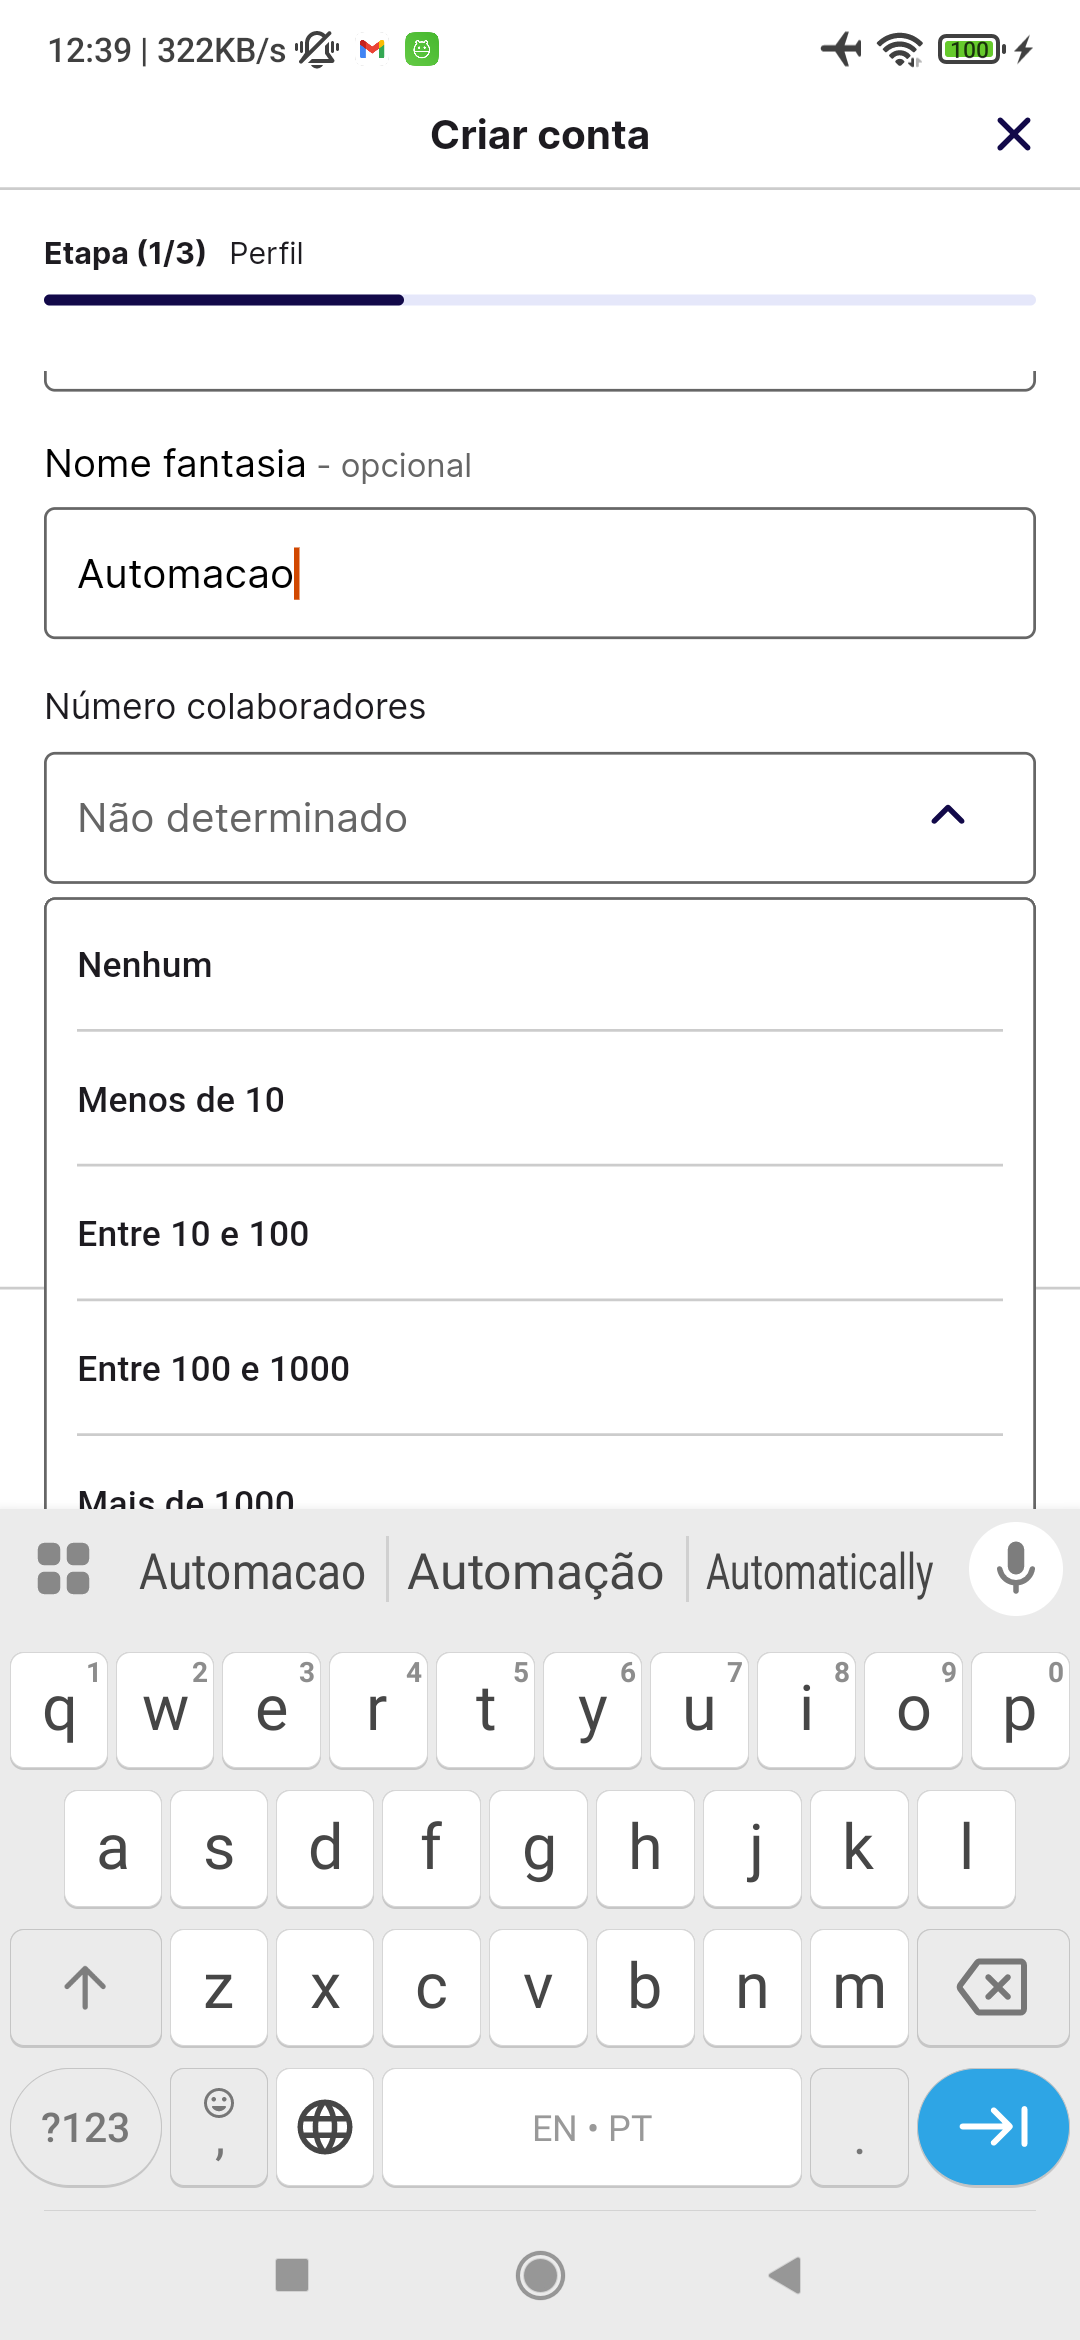 12:39 | 322KB/s 100
Criar conta
Etapa (1/3) Perfil
Nome fantasia - opcional
Automacao
Número colaboradores
Não determinado
Nenhum
Menos de 10
Entre 10 e 100
Entre 100 e 1000
Mais de 1000
Automacao Automação Automatically
1 2 3 4 5 6 7 8 9 0
q w e r t y u i o p
a s d f g h j k l
z x c v b n m
?123 , EN • PT .